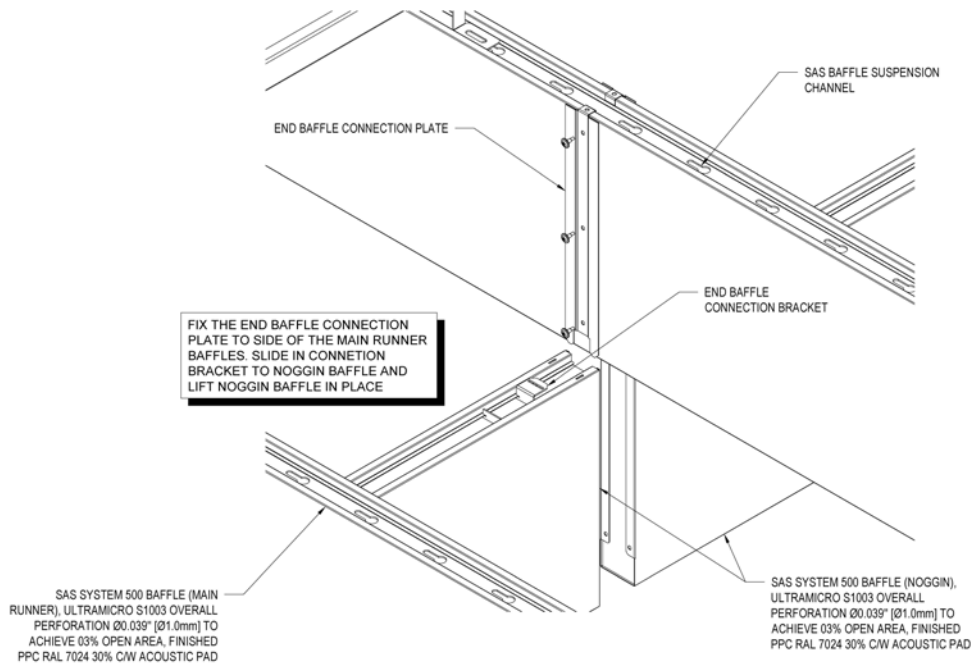 SAS BAFFLE SUSPENSION
CHANNEL
END BAFFLE CONNECTION PLATE
END BAFFLE
CONNECTION BRACKET
FIX THE END BAFFLE CONNECTION
PLATE TO SIDE OF THE MAIN RUNNER
BAFFLES. SLIDE IN CONNETION
BRACKET TO NOGGIN BAFFLE AND
LIFT NOGGIN BAFFLE IN PLACE
SAS SYSTEM 500 BAFFLE (MAIN
RUNNER), ULTRAMICRO S1003 OVERALL
PERFORATION Ø0.039" [Ø1.0mm] TO
ACHIEVE 03% OPEN AREA, FINISHED
PPC RAL 7024 30% C/W ACOUSTIC PAD
SAS SYSTEM 500 BAFFLE (NOGGIN),
ULTRAMICRO S1003 OVERALL
PERFORATION Ø0.039" [Ø1.0mm] TO
ACHIEVE 03% OPEN AREA, FINISHED
PPC RAL 7024 30% C/W ACOUSTIC PAD